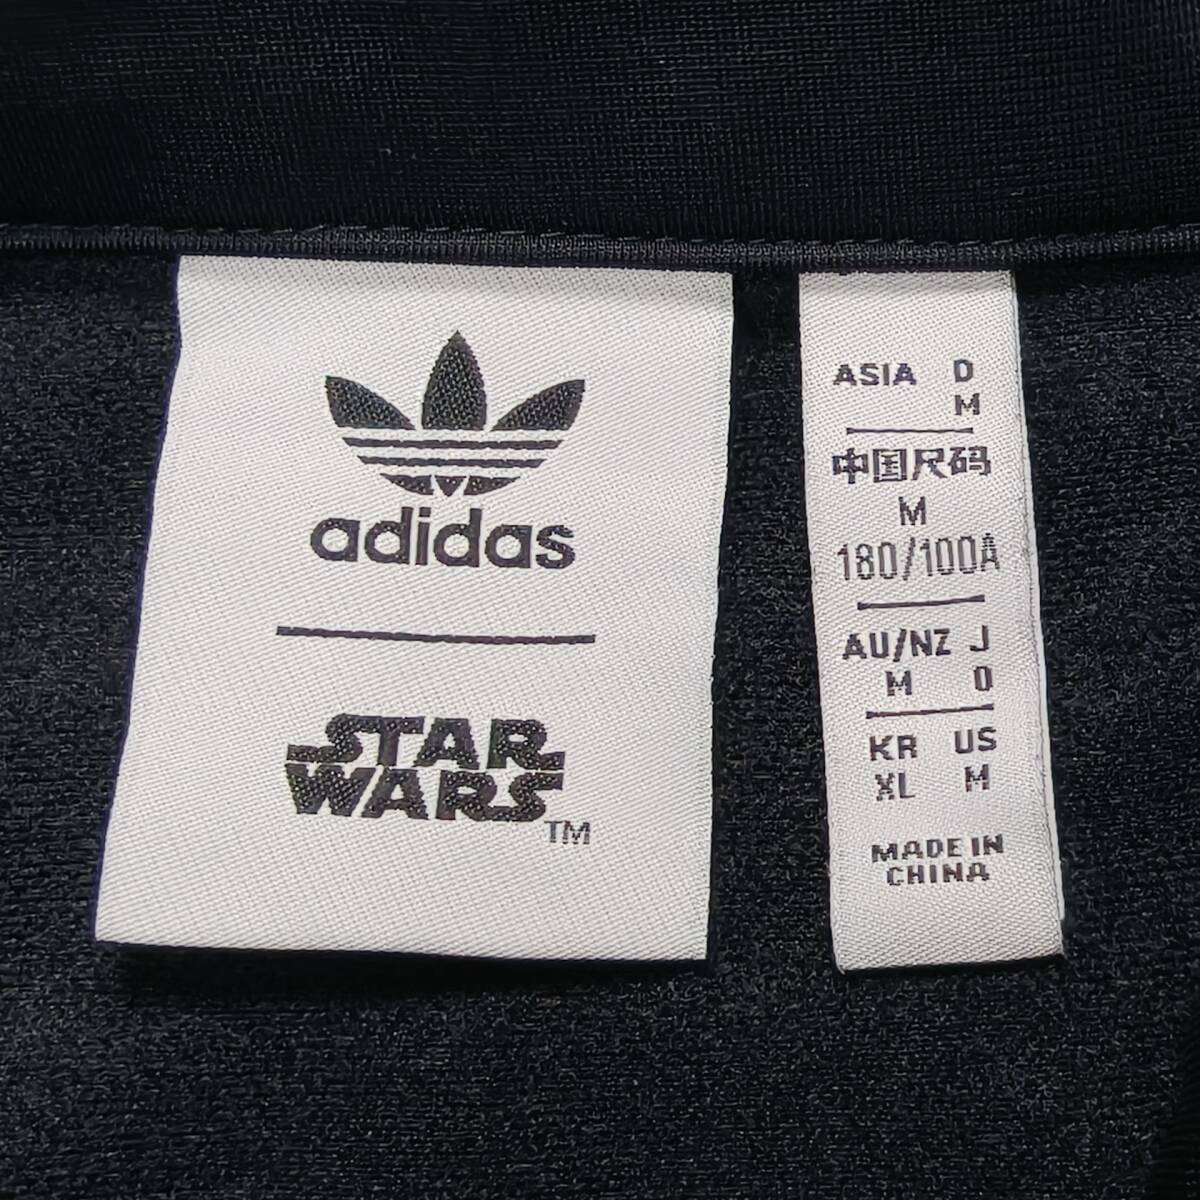 adidas
STAR
WARS
TM
ASIA D
M
中国尺码
M
180/100A
AU/NZ J
M O
KR US
XL M
MADE IN
CHINA